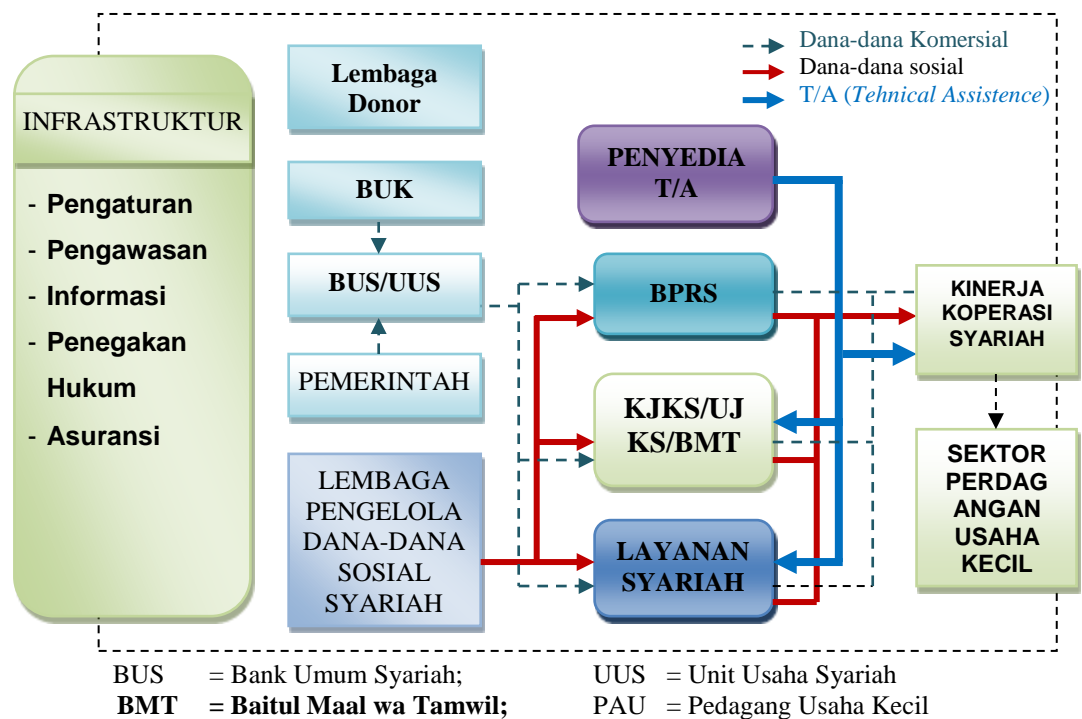 Dana-dana Komersial
Dana-dana sosial
T/A (Tehnical Assistence)
INFRASTRUKTUR
- Pengaturan
- Pengawasan
- Informasi
- Penegakan
Hukum
- Asuransi
Lembaga
Donor
BUK
BUS/UUS
PEMERINTAH
LEMBAGA
PENGELOLA
DANA-DANA
SOSIAL
SYARIAH
PENYEDIA
T/A
BPRS
KJKS/UJ
KS/BMT
LAYANAN
SYARIAH
KINERJA
KOPERASI
SYARIAH
SEKTOR
PERDAG
ANGAN
USAHA
KECIL
BUS = Bank Umum Syariah; UUS = Unit Usaha Syariah
BMT = Baitul Maal wa Tamwil; PAU = Pedagang Usaha Kecil